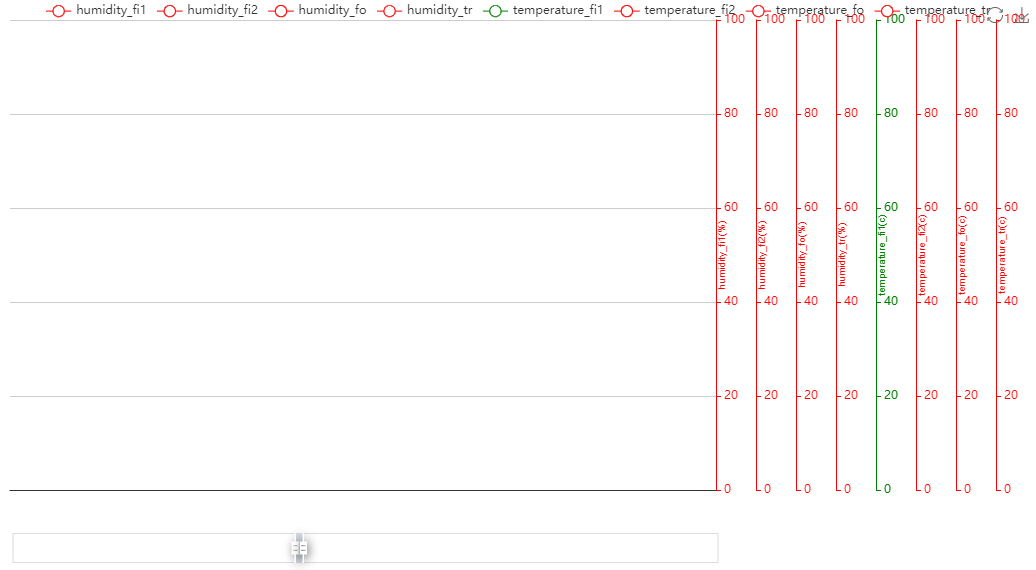 humidity_fi1 humidity_fi2 humidity_fo humidity_tr temperature_fi1 temperature_fi2 temperature_fo temperature_tr
100 100 100 100 100 100 100 100
80 80 80 80 80 80 80 80
60 60 60 60 60 60 60 60
humidity_fi1(%) humidity_fi2(%) humidity_fo(%) humidity_tr(%) temperature_fi1(c) temperature_fi2(c) temperature_fo(c) temperature_tr(c)
40 40 40 40 40 40 40 40
20 20 20 20 20 20 20 20
0 0 0 0 0 0 0 0